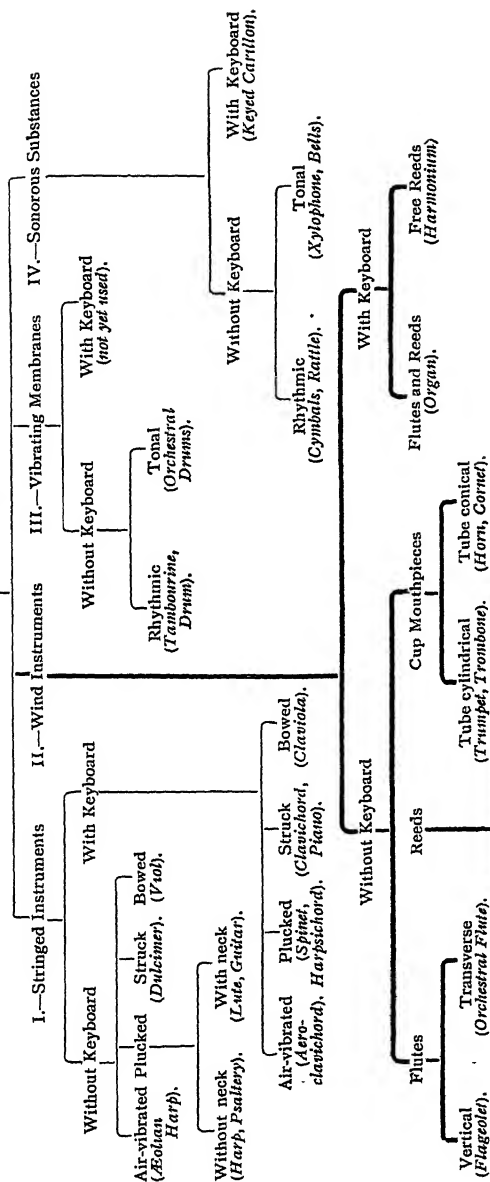 I.—Stringed Instruments
II.—Wind Instruments
III.—Vibrating Membranes
IV.—Sonorous Substances
Without Keyboard
With Keyboard
Air-vibrated
(Æolian
Harp).
Plucked
Struck
(Dulcimer).
Bowed
(Viol).
Without neck
(Harp, Psaltery).
With neck
(Lute, Guitar).
Air-vibrated
(Aero-
clavichord).
Plucked
(Spinet,
Harpsichord).
Struck
(Clavichord,
Piano).
Bowed
(Claviola).
Without Keyboard
With Keyboard
(not yet used).
Rhythmic
(Tambourine,
Drum).
Tonal
(Orchestral
Drums).
Without Keyboard
With Keyboard
(Keyed Carillon).
Rhythmic
(Cymbals, Rattle).
Tonal
(Xylophone, Bells).
Without Keyboard
With Keyboard
Flutes
Reeds
Cup Mouthpieces
Flutes and Reeds
(Organ).
Free Reeds
(Harmonium)
Vertical
(Flageolet).
Transverse
(Orchestral Flute).
Tube cylindrical
(Trumpet, Trombone).
Tube conical
(Horn, Cornet).